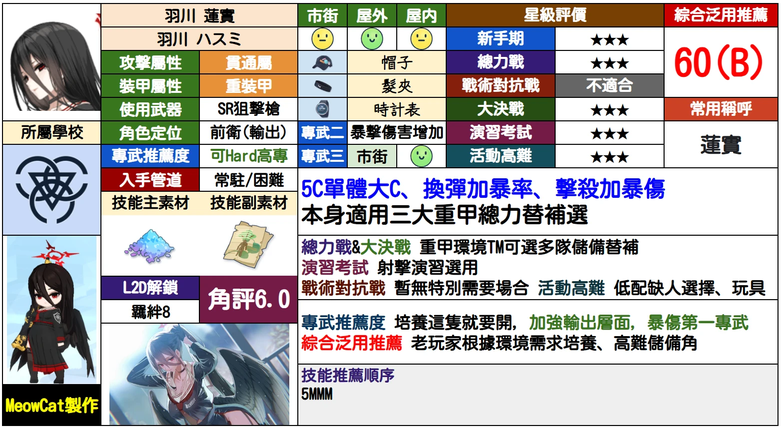 羽川 蓮實
市街
屋外
屋内
星級評價
綜合泛用推薦
羽川 ハスミ
新手期
★★★
60(B)
攻擊屬性
貫通屬
帽子
總力戰
★★★
裝甲屬性
重裝甲
髮夾
戰術對抗戰
不適合
使用武器
SR狙擊槍
時計表
大決戰
★★★
常用稱呼
所屬學校
角色定位
前衛(輸出)
專武二
暴擊傷害增加
演習考試
★★★
蓮實
專武推薦度
可Hard高專
專武三
市街
活動高難
★★★
入手管道
常駐/困難
5C單體大C、換彈加暴率、擊殺加暴傷
本身適用三大重甲總力替補選
技能主素材
技能副素材
總力戰&大決戰 重甲環境TM可選多隊儲備替補
演習考試 射擊演習選用
戰術對抗戰 暫無特別需要場合 活動高難 低配缺人選擇、玩具
L2D解鎖
角評6.0
羈絆8
專武推薦度 培養這隻就要開，加強輸出層面，暴傷第一專武
綜合泛用推薦 老玩家根據環境需求培養、高難儲備角
技能推薦順序
5MMM
MeowCat製作